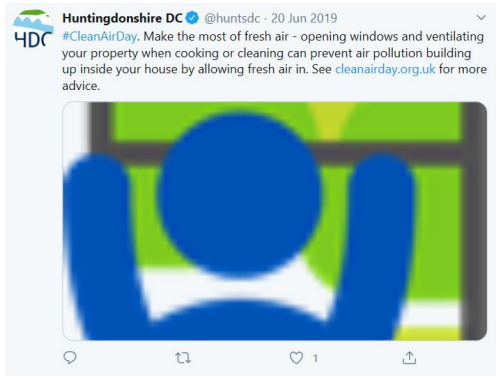 HDC
Huntingdonshire DC @huntsdc · 20 Jun 2019
#CleanAirDay. Make the most of fresh air - opening windows and ventilating
your property when cooking or cleaning can prevent air pollution building
up inside your house by allowing fresh air in. See cleanairday.org.uk for more
advice.
1